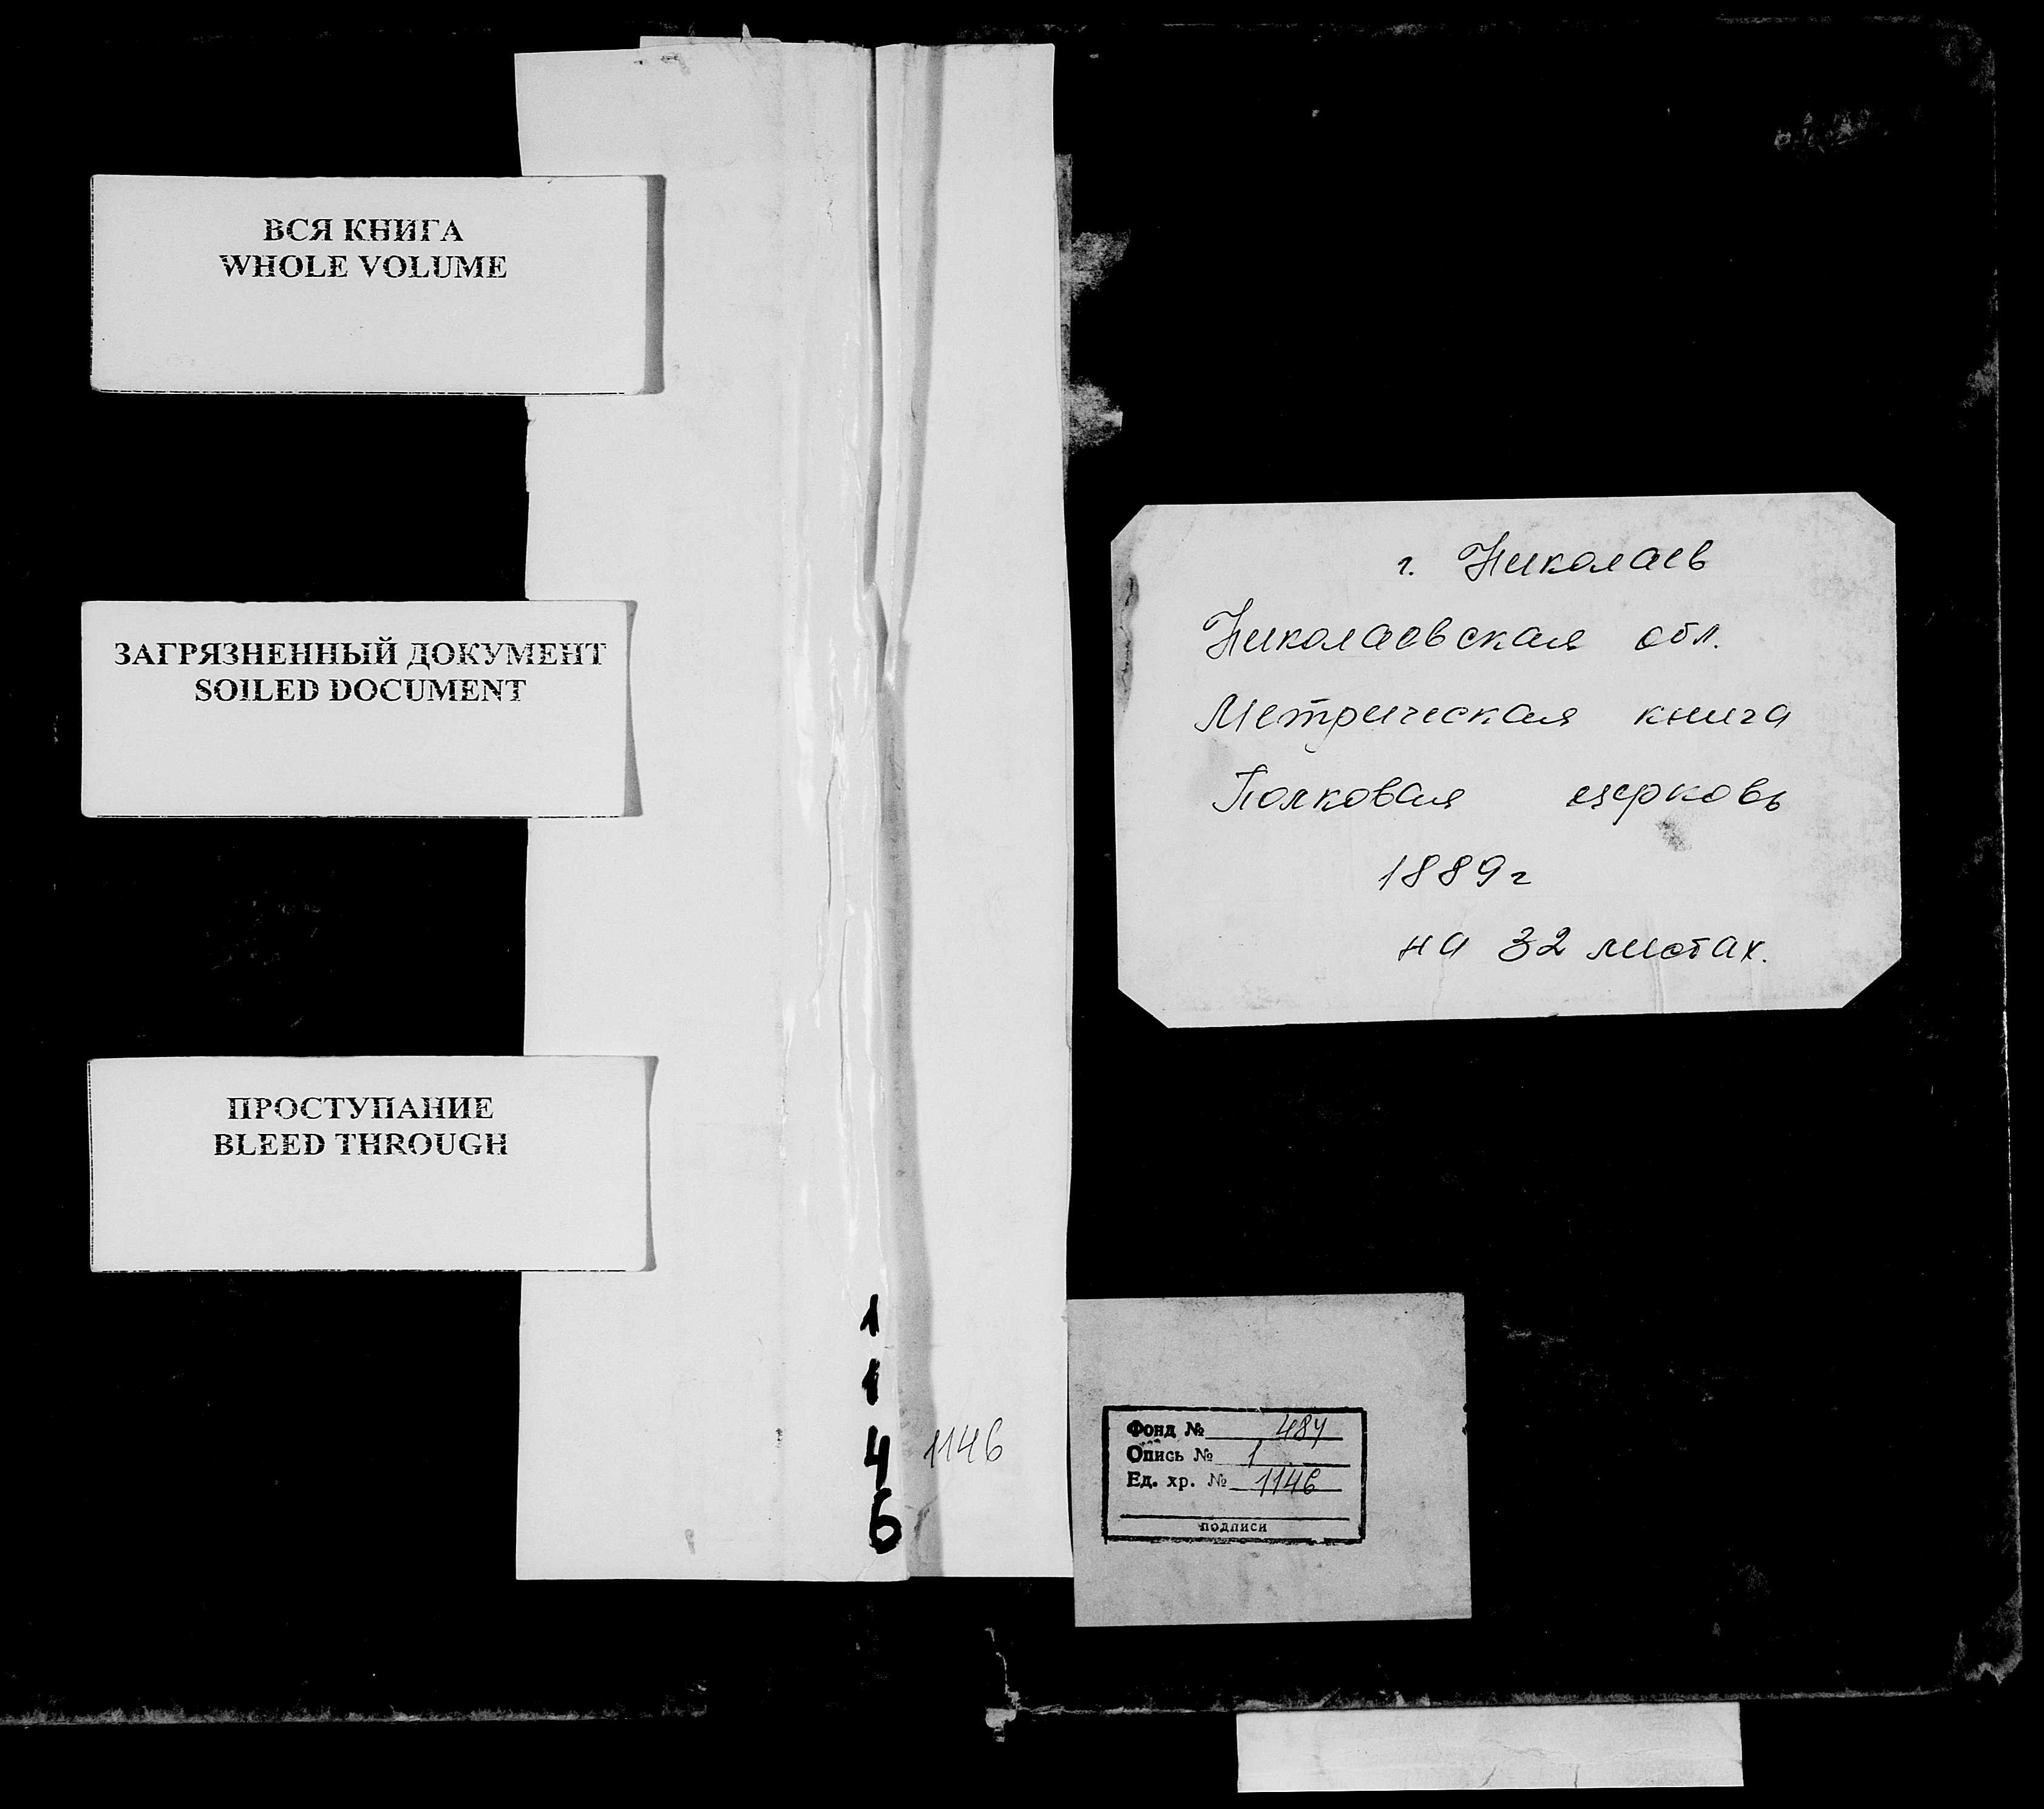 ВСЯ КНИГА
WHOLE VOLUME
ЗАГРЯЗНЕННЫЙ ДОКУМЕНТ
SOILED DOCUMENT
ПРОСТУПАНИЕ
BLEED THROUGH
1
1
4
6
1146
г. Николаев
Николаевская обл.
Метрическая книга
Полковая церковь
1889 г
на 32 листах.
Фонд № 484
Опись № 1
Ед. хр. № 1146
подписи